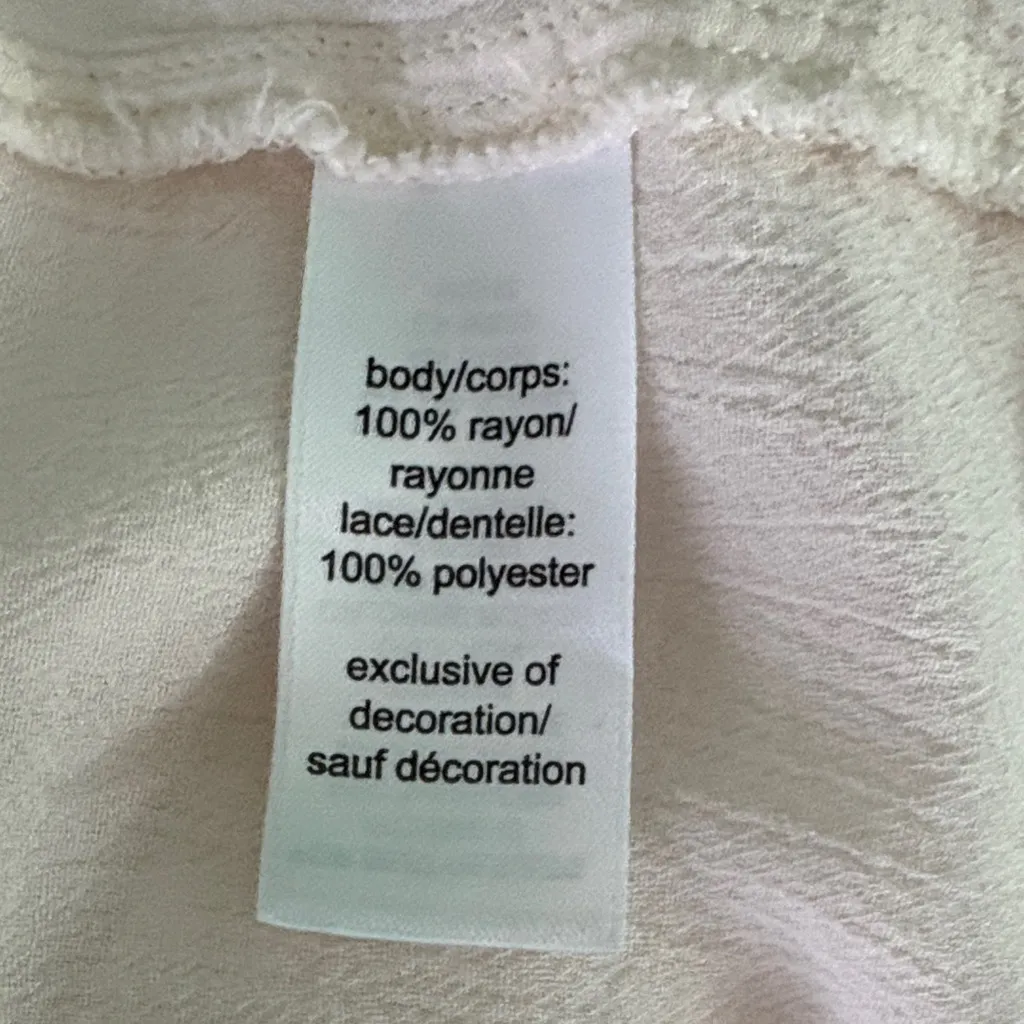 body/corps:
100% rayon/
rayonne
lace/dentelle:
100% polyester
exclusive of
decoration/
sauf décoration